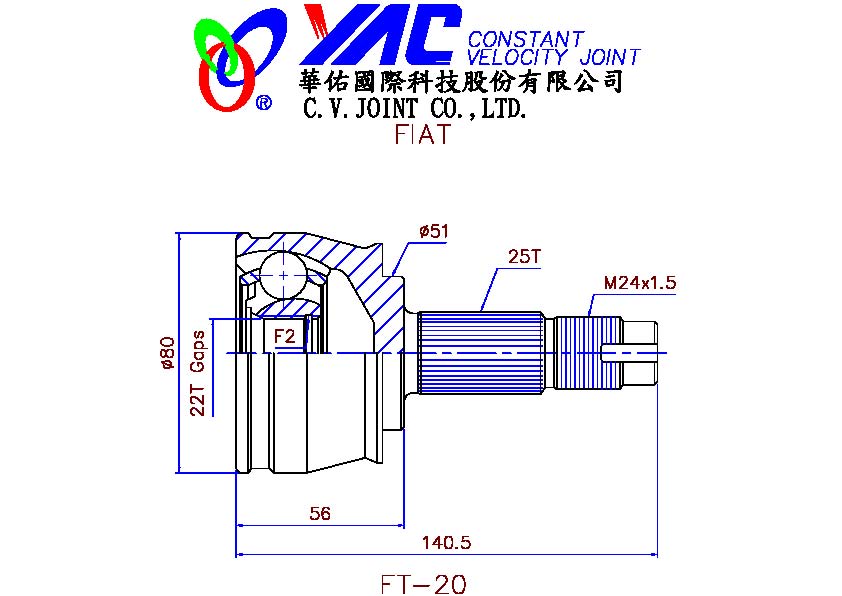 YAC CONSTANT
VELOCITY JOINT
華佑國際科技股份有限公司
®
C.V.JOINT CO.,LTD.
FIAT
ø51
25T
M24x1.5
F2
ø80
22T Gaps
56
140.5
FT-20